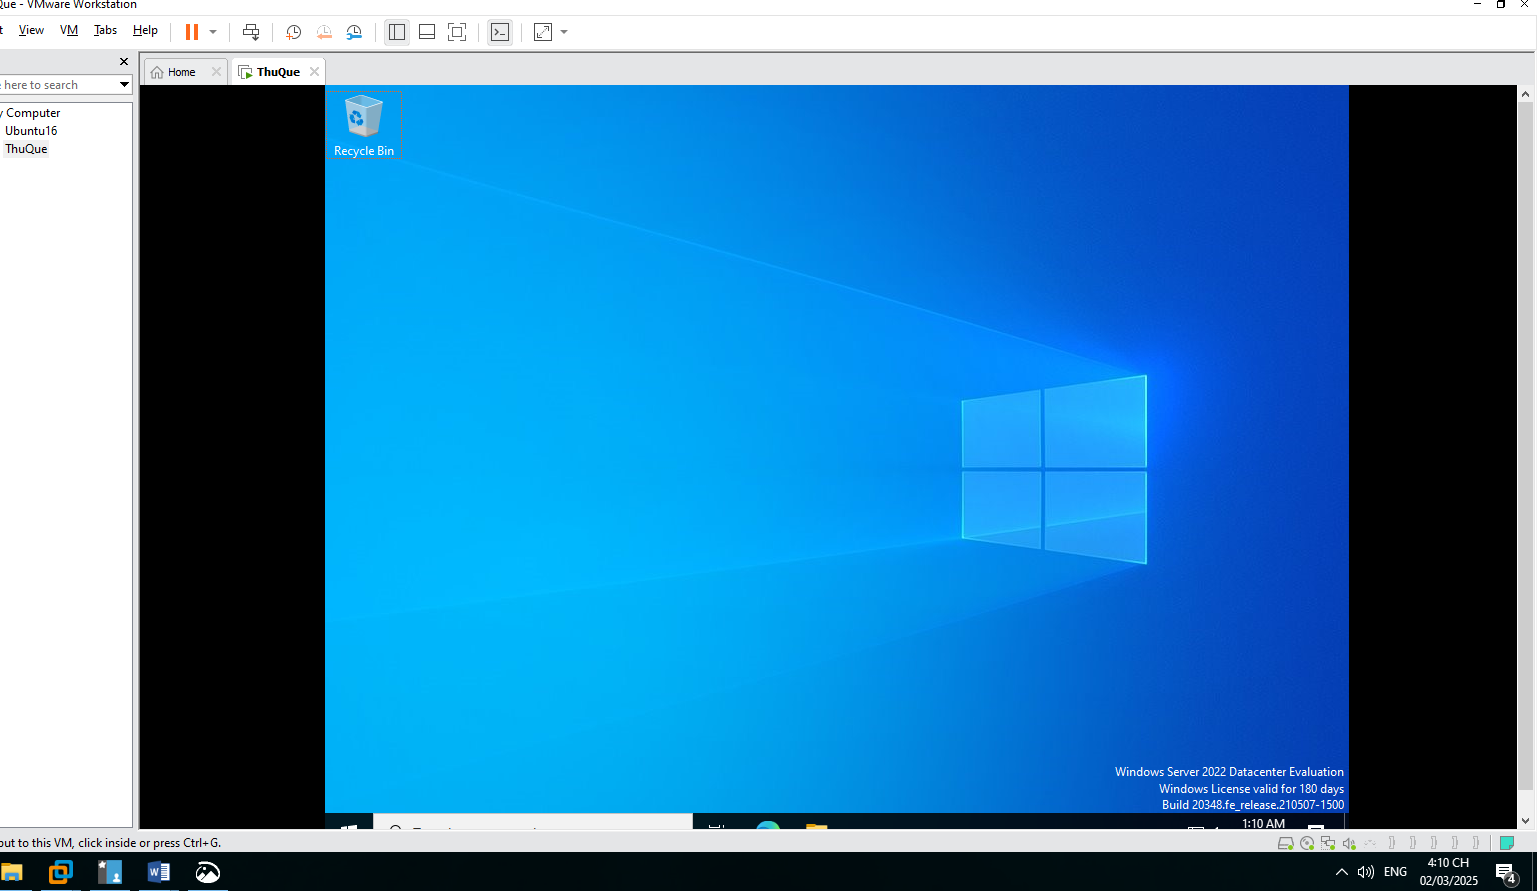 Que - VMware Workstation
View VM Tabs Help
Home
ThuQue
here to search
Computer
Ubuntu16
ThuQue
Recycle Bin
Windows Server 2022 Datacenter Evaluation
Windows License valid for 180 days
Build 20348.fe_release.210507-1500
1:10 AM
to this VM, click inside or press Ctrl+G.
ENG
4:10 CH
02/03/2025
4